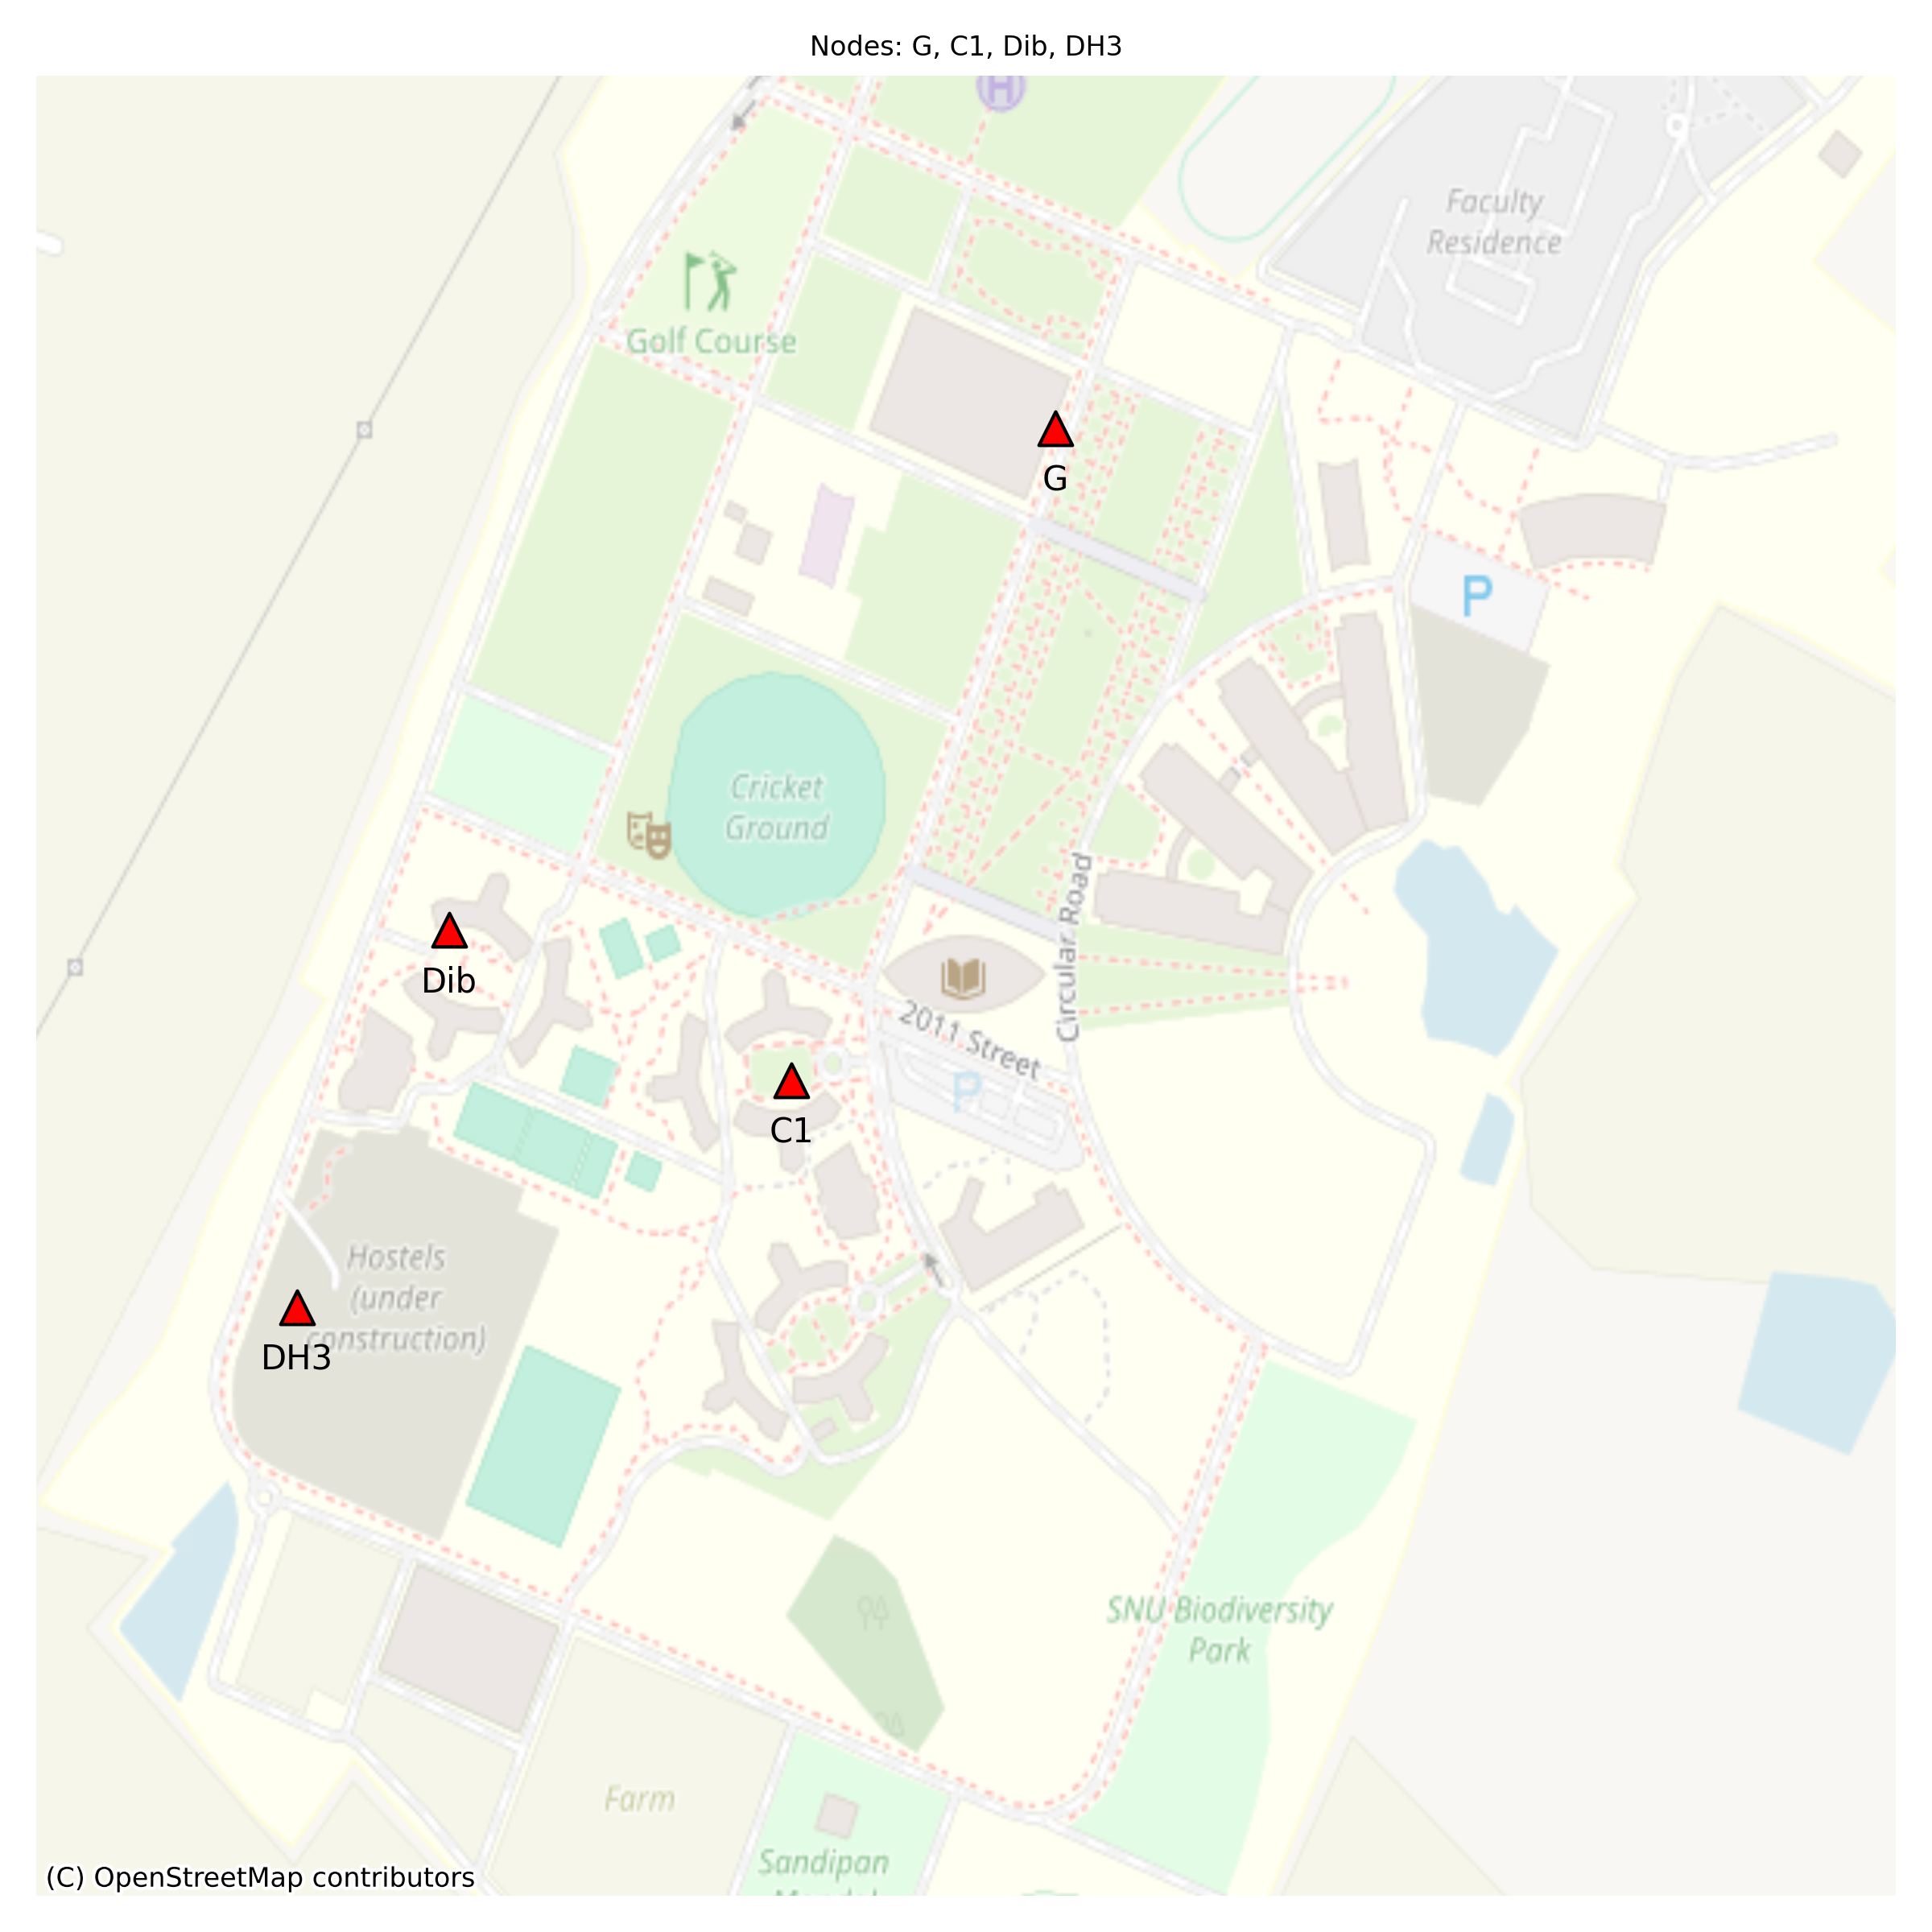 Nodes: G, C1, Dib, DH3
H
Faculty
Residence
Golf Course
G
P
Cricket
Ground
Circular Road
Dib
2011 Street
P
C1
Hostels
(under
construction)
DH3
SNU Biodiversity
Park
Farm
Sandipan
(C) OpenStreetMap contributors